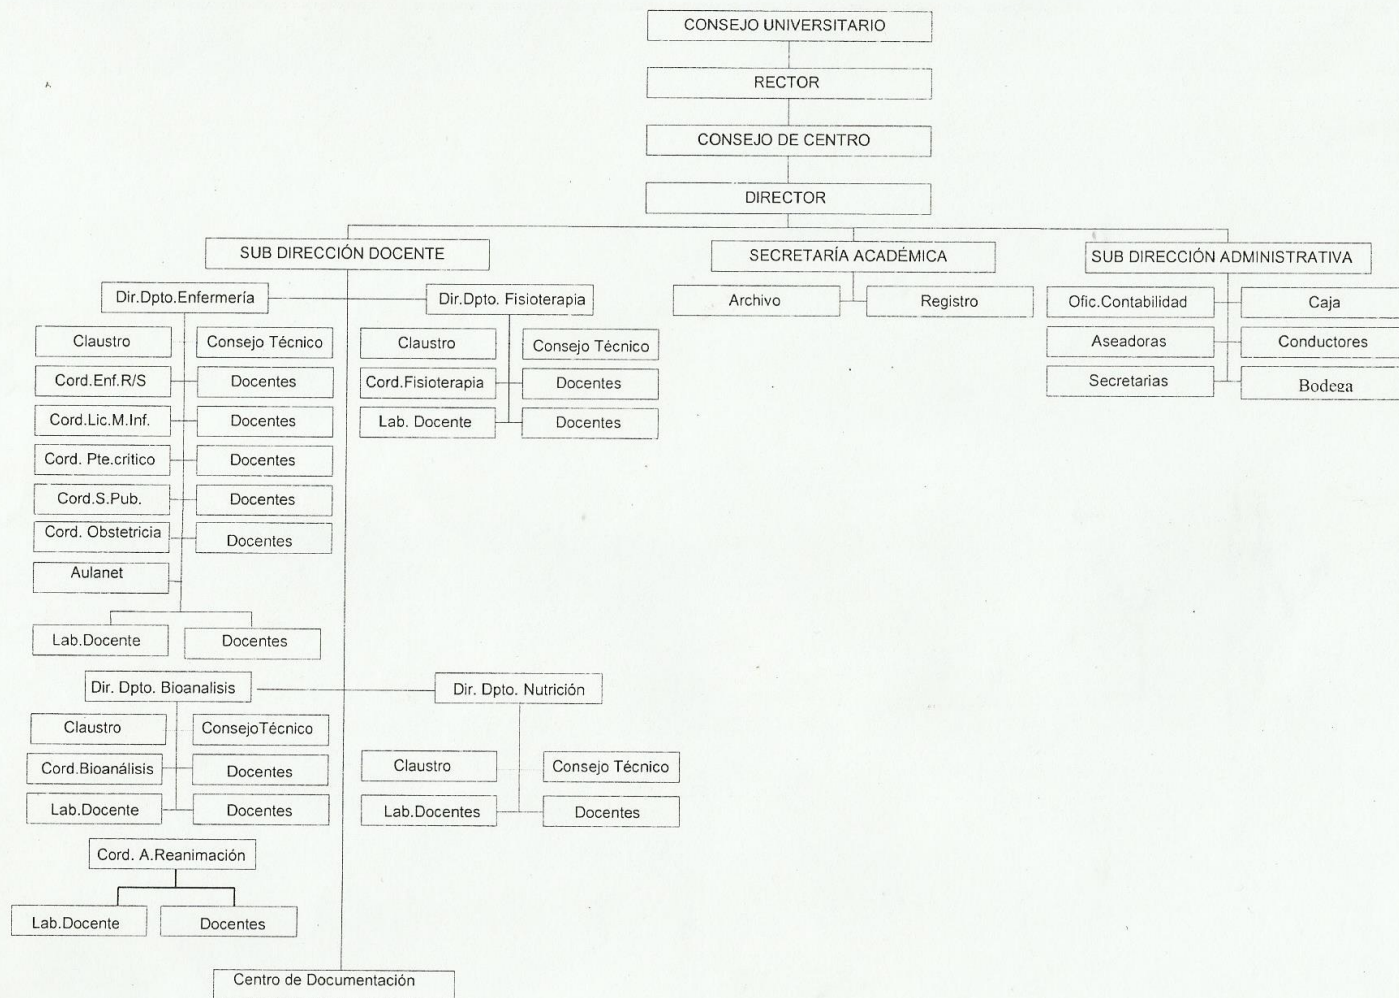 CONSEJO UNIVERSITARIO
RECTOR
CONSEJO DE CENTRO
DIRECTOR
SUB DIRECCIÓN DOCENTE
SECRETARÍA ACADÉMICA
SUB DIRECCIÓN ADMINISTRATIVA
Dir.Dpto.Enfermería
Dir.Dpto. Fisioterapia
Archivo
Registro
Ofic.Contabilidad
Caja
Claustro
Consejo Técnico
Claustro
Consejo Técnico
Aseadoras
Conductores
Cord.Enf.R/S
Docentes
Cord.Fisioterapia
Docentes
Secretarias
Bodega
Cord.Lic.M.Inf.
Docentes
Lab. Docente
Docentes
Cord. Pte.critico
Docentes
Cord.S.Pub.
Docentes
Cord. Obstetricia
Docentes
Aulanet
Lab.Docente
Docentes
Dir. Dpto. Bioanalisis
Dir. Dpto. Nutrición
Claustro
ConsejoTécnico
Claustro
Consejo Técnico
Cord.Bioanálisis
Docentes
Lab.Docente
Docentes
Lab.Docentes
Docentes
Cord. A.Reanimación
Lab.Docente
Docentes
Centro de Documentación